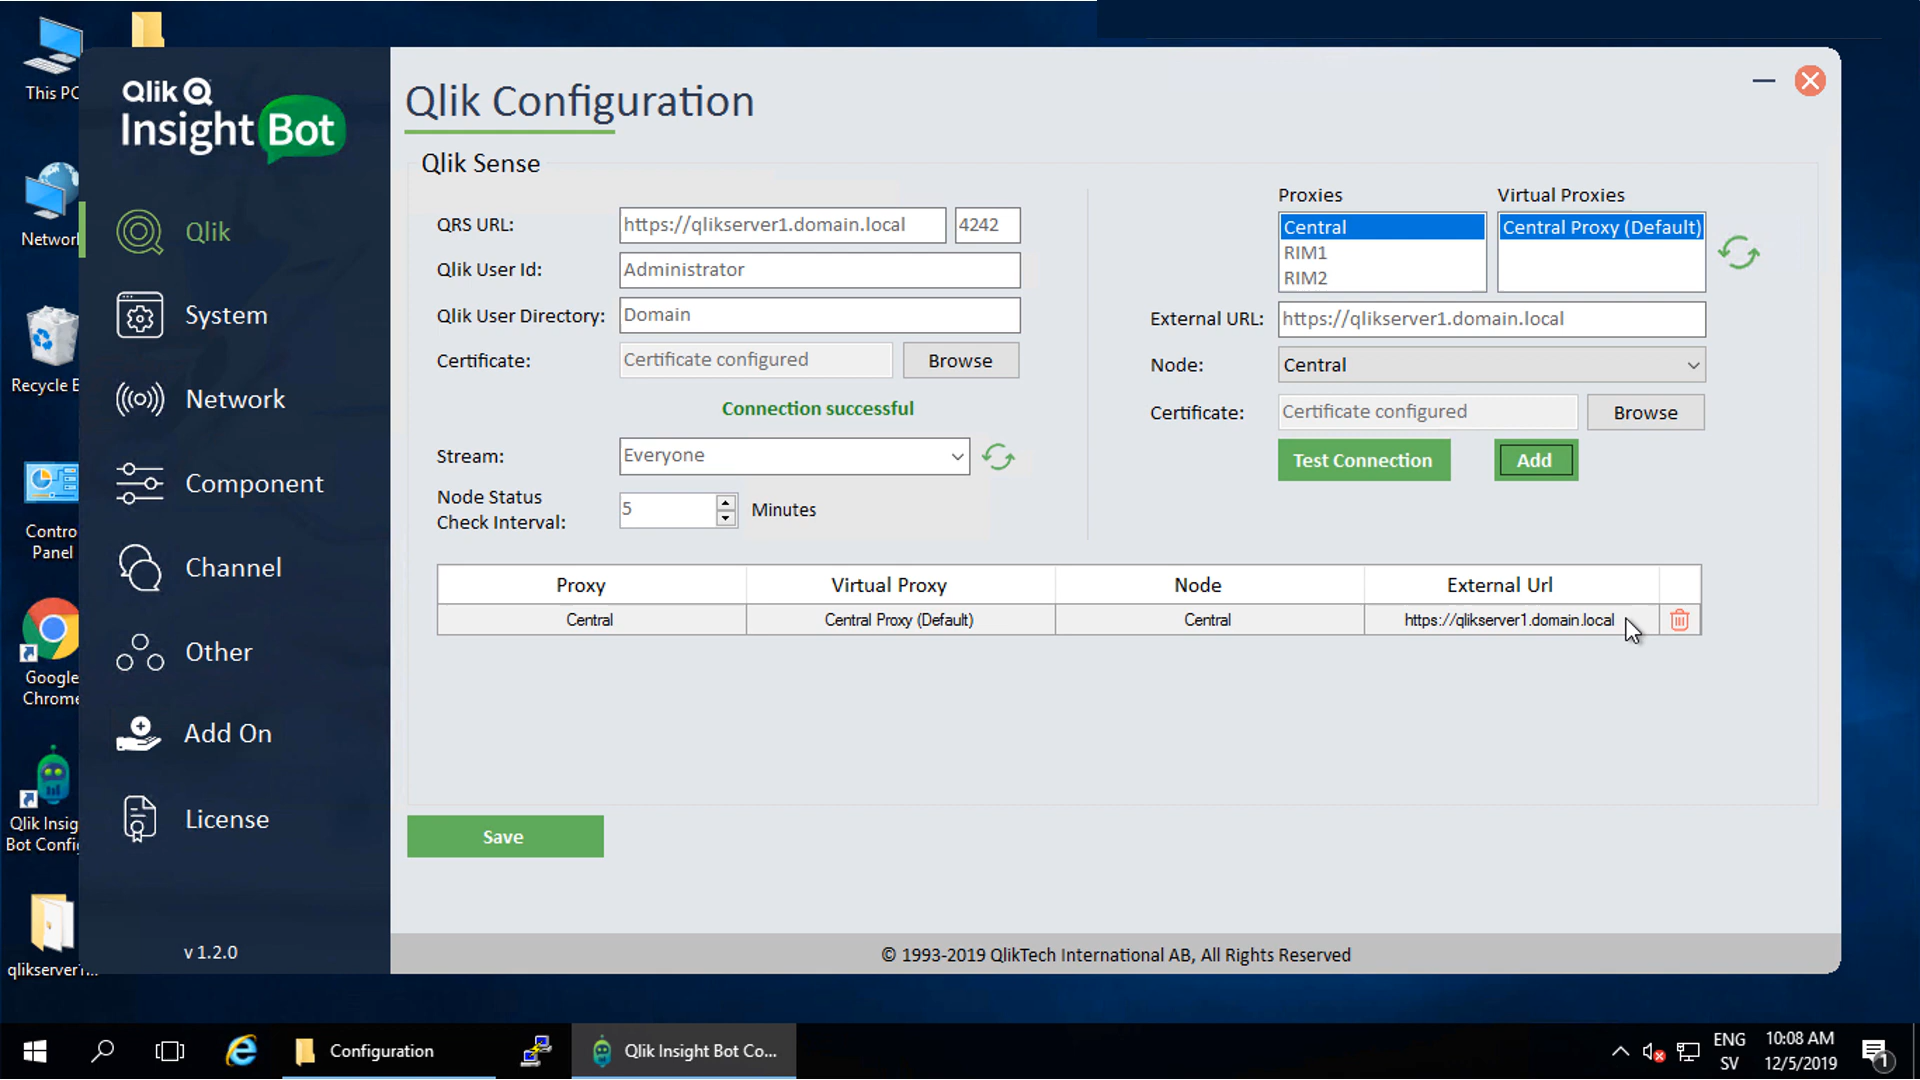 This PC
Network
Recycle B
Contro
Panel
Google
Chrome
Qlik Insig
Bot Config
qlikserver1...
Qlik
Insight Bot
Qlik
System
Network
Component
Channel
Other
Add On
License
v 1.2.0
Qlik Configuration
Qlik Sense
QRS URL:
https://qlikserver1.domain.local
4242
Qlik User Id:
Administrator
Qlik User Directory:
Domain
Certificate:
Certificate configured
Browse
Connection successful
Stream:
Everyone
Node Status
Check Interval:
5
Minutes
Proxies
Central
RIM1
RIM2
Virtual Proxies
Central Proxy (Default)
External URL:
https://qlikserver1.domain.local
Node:
Central
Certificate:
Certificate configured
Browse
Test Connection
Add
Proxy Virtual Proxy Node External Url
Central Central Proxy (Default) Central https://qlikserver1.domain.local
Save
© 1993-2019 QlikTech International AB, All Rights Reserved
Configuration
Qlik Insight Bot Co...
ENG
SV
10:08 AM
12/5/2019
1